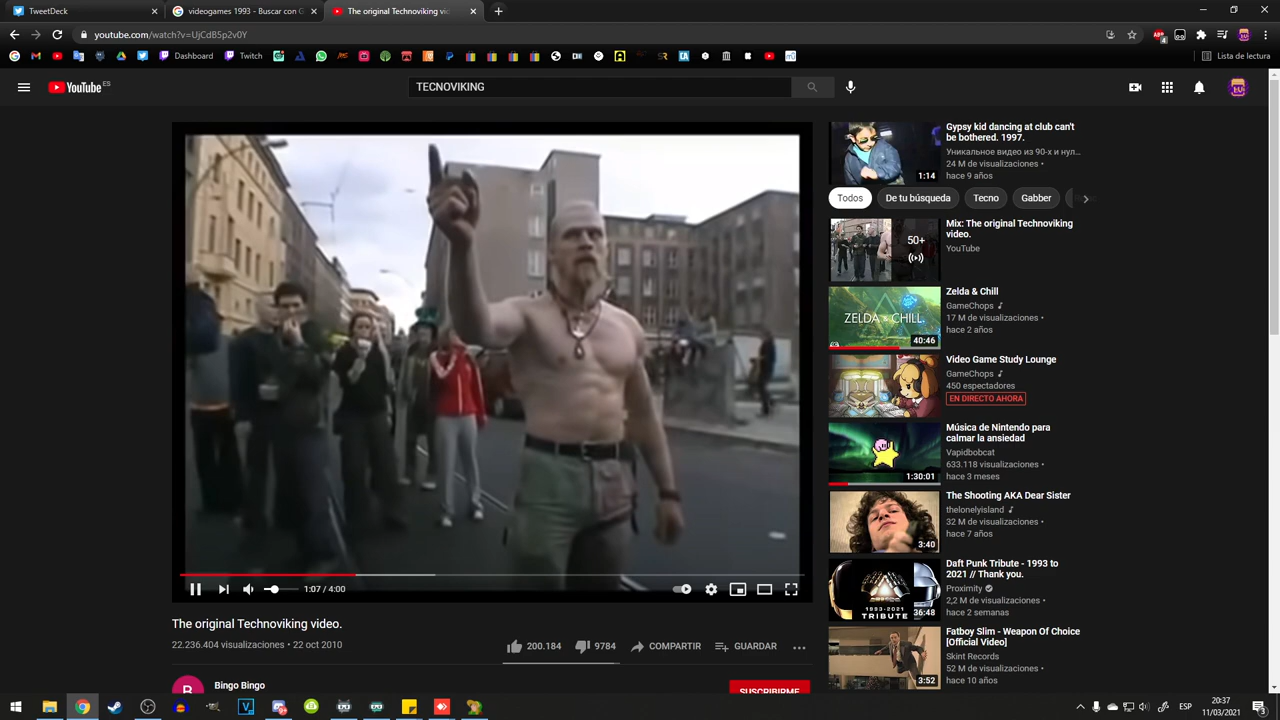 TweetDeck
videogames 1993 - Buscar con G
The original Technoviking vi
youtube.com/watch?v=UjCdB5p2v0Y
Dashboard
Twitch
Lista de lectura
YouTube ES
TECNOVIKING
Gypsy kid dancing at club can't
be bothered. 1997.
Уникальное видео из 90-х и нул...
24 M de visualizaciones •
hace 9 años
1:14
Todos
De tu búsqueda
Tecno
Gabber
Mix: The original Technoviking
video.
YouTube
50+
Zelda & Chill
GameChops
17 M de visualizaciones •
hace 2 años
ZELDA & CHILL
40:46
Video Game Study Lounge
GameChops
450 espectadores
EN DIRECTO AHORA
Música de Nintendo para
calmar la ansiedad
Vapidbobcat
633.118 visualizaciones •
hace 3 meses
1:30:01
The Shooting AKA Dear Sister
thelonelyisland
32 M de visualizaciones •
hace 7 años
3:40
Daft Punk Tribute - 1993 to
2021 // Thank you.
Proximity
2,2 M de visualizaciones •
hace 2 semanas
1993-2021
TRIBUTE
36:48
Fatboy Slim - Weapon Of Choice
[Official Video]
Skint Records
52 M de visualizaciones •
hace 10 años
3:52
1:07 / 4:00
The original Technoviking video.
22.236.404 visualizaciones • 22 oct 2010
200.184
9784
COMPARTIR
GUARDAR
Bingo Bingo
SUSCRIBIRME
ESP
20:37
11/03/2021